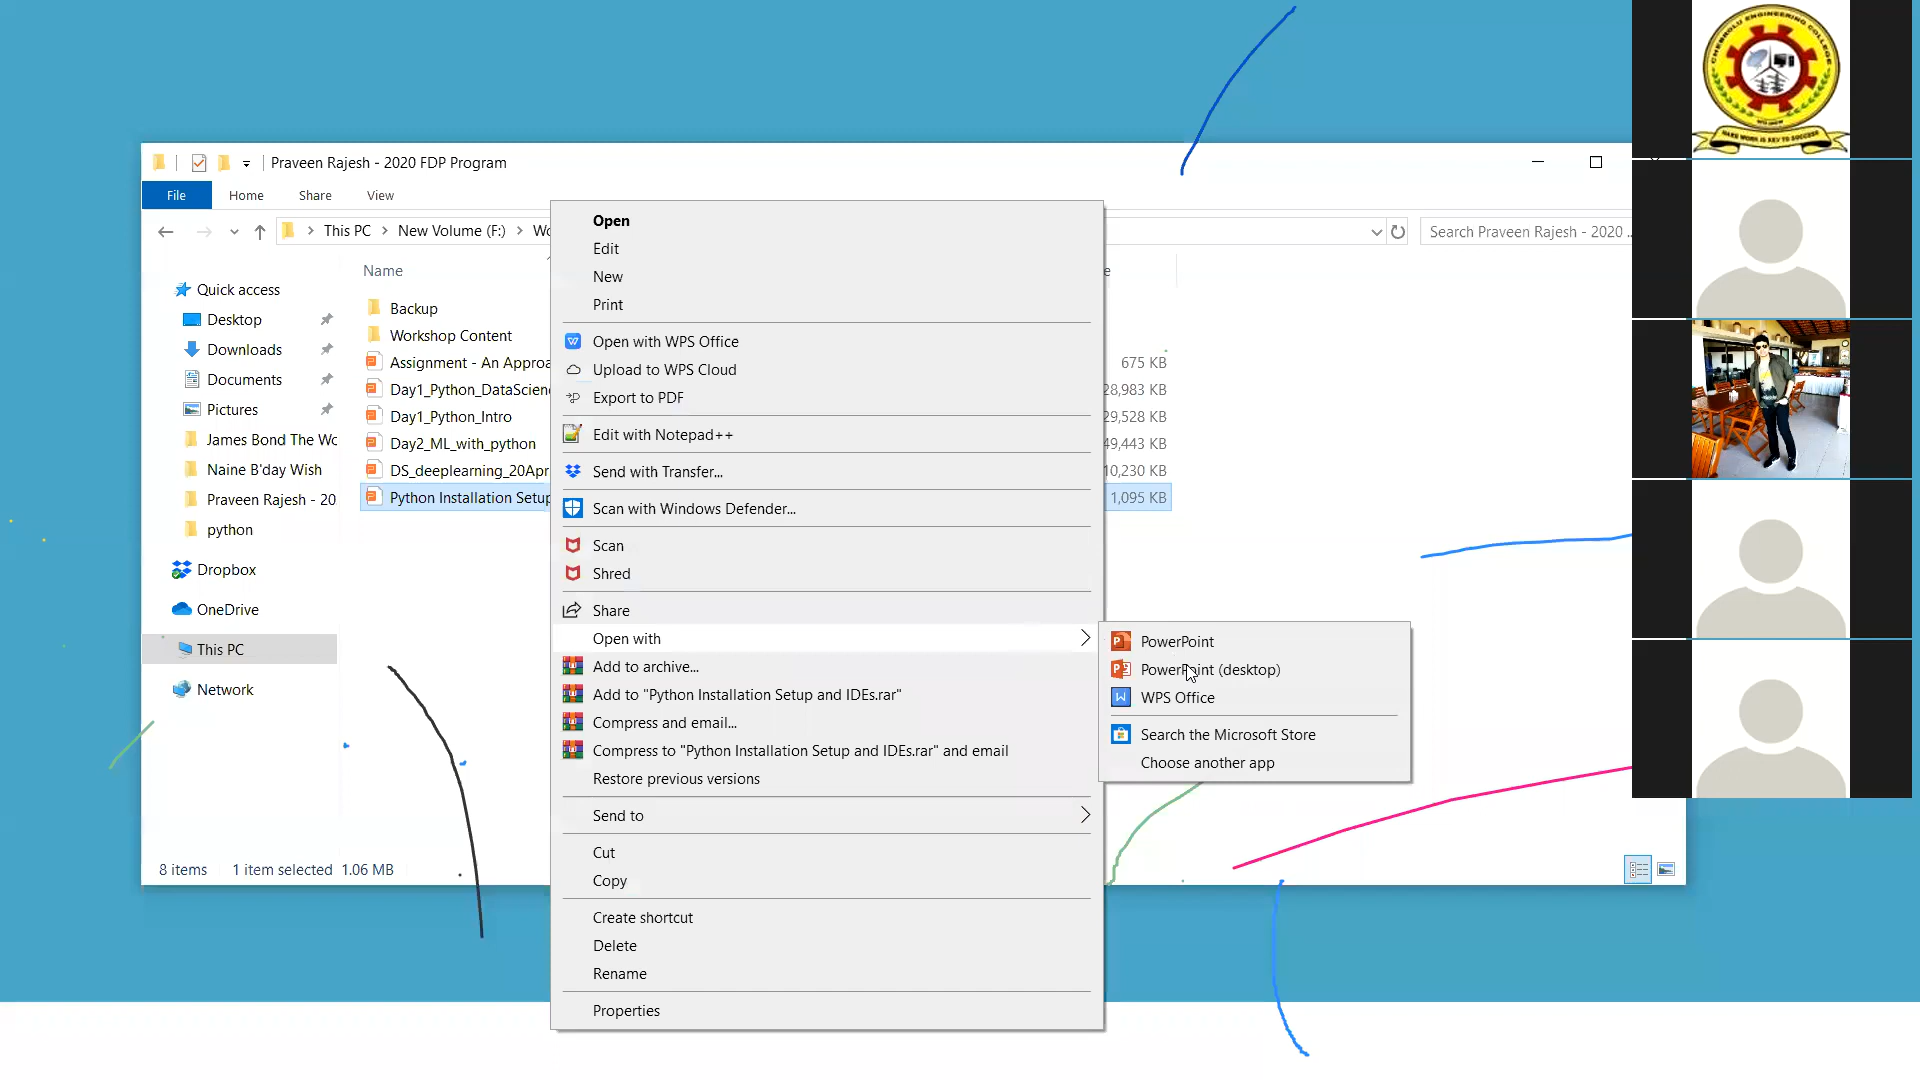 Praveen Rajesh - 2020 FDP Program
File Home Share View
This PC New Volume (F:)
Search Praveen Rajesh - 2020 ..
Name
Quick access
Desktop
Downloads
Documents
Pictures
James Bond The Wo
Naine B'day Wish
Praveen Rajesh - 20
python
Dropbox
OneDrive
This PC
Network
Backup
Workshop Content
Assignment - An Approa
675 KB
Day1_Python_DataScien
28,983 KB
Day1_Python_Intro
29,528 KB
Day2_ML_with_python
49,443 KB
DS_deeplearning_20Apr
10,230 KB
Python Installation Setup
1,095 KB
8 items 1 item selected 1.06 MB
Open
Edit
New
Print
Open with WPS Office
Upload to WPS Cloud
Export to PDF
Edit with Notepad++
Send with Transfer...
Scan with Windows Defender...
Scan
Shred
Share
Open with
Add to archive...
Add to "Python Installation Setup and IDEs.rar"
Compress and email...
Compress to "Python Installation Setup and IDEs.rar" and email
Restore previous versions
Send to
Cut
Copy
Create shortcut
Delete
Rename
Properties
PowerPoint
PowerPoint (desktop)
WPS Office
Search the Microsoft Store
Choose another app
CHEBROLU ENGINEERING COLLEGE